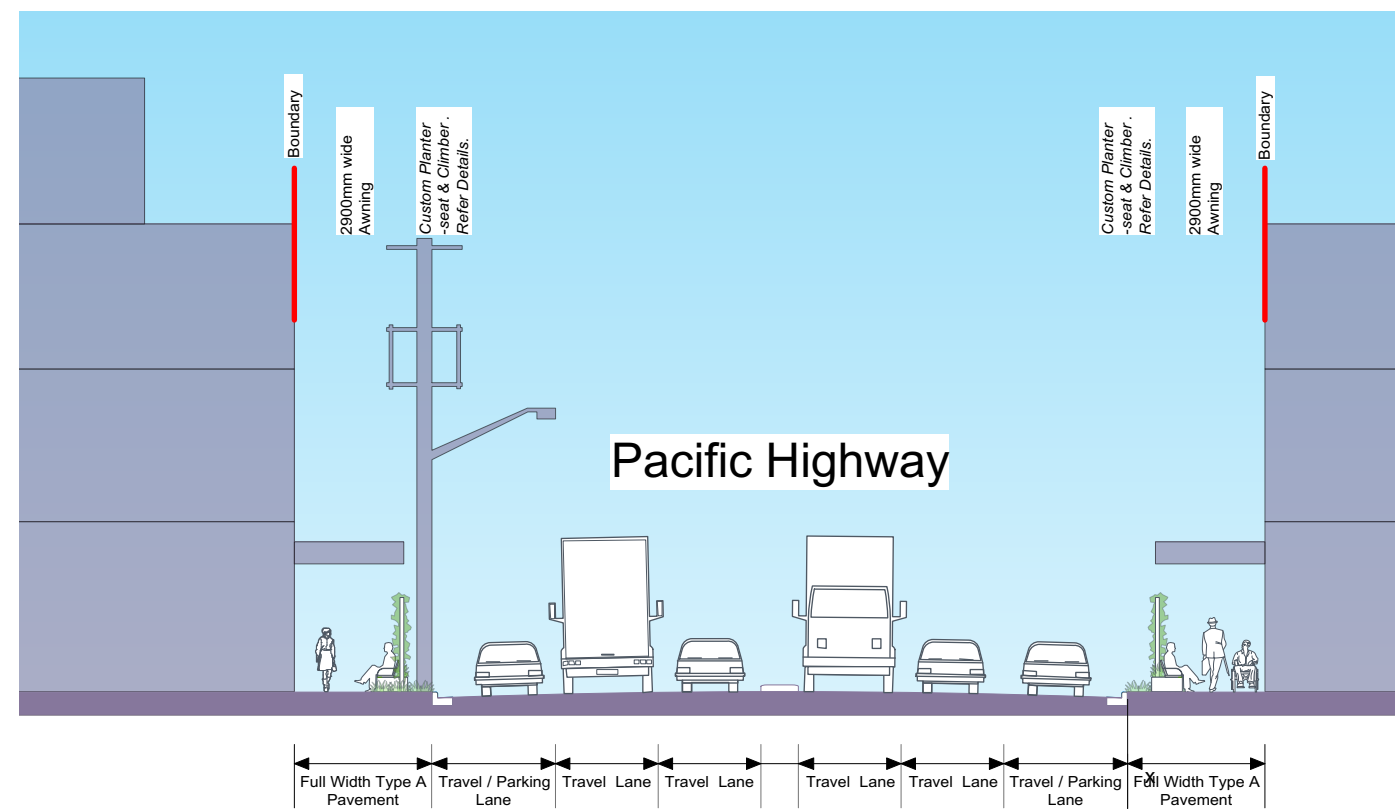 Boundary
2900mm wide
Awning
Custom Planter
-seat & Climber.
Refer Details.
Custom Planter
-seat & Climber.
Refer Details.
2900mm wide
Awning
Boundary
Pacific Highway
Full Width Type A
Pavement
Travel / Parking
Lane
Travel Lane
Travel Lane
Travel Lane
Travel Lane
Travel / Parking
Lane
x
Full Width Type A
Pavement